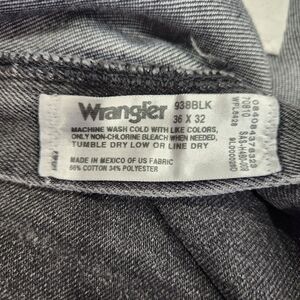 Wrangler 938BLK
36 X 32
MACHINE WASH COLD WITH LIKE COLORS,
ONLY NON-CHLORINE BLEACH WHEN NEEDED,
TUMBLE DRY LOW OR LINE DRY
MADE IN MEXICO OF US FABRIC
66% COTTON 34% POLYESTER